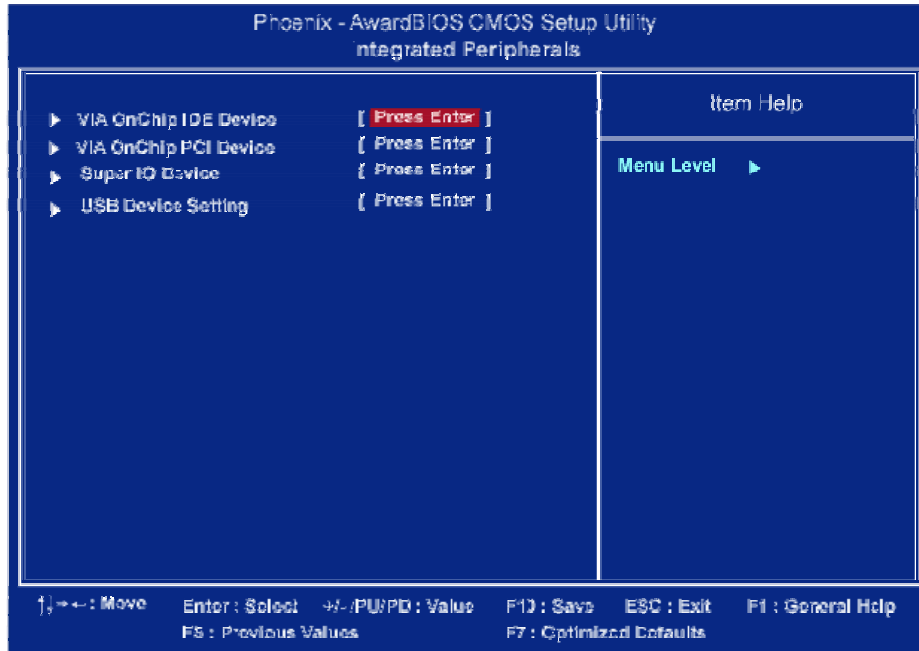 Phoenix - AwardBIOS CMOS Setup Utility
Integrated Peripherals
VIA OnChip IDE Device [ Press Enter ]
VIA OnChip PCI Device [ Press Enter ]
Super IO Device [ Press Enter ]
USB Device Setting [ Press Enter ]
Item Help
Menu Level ▶
↑↓→← : Move Enter : Select +/-/PU/PD : Value F10 : Save ESC : Exit F1 : General Help
F5 : Previous Values F7 : Optimized Defaults